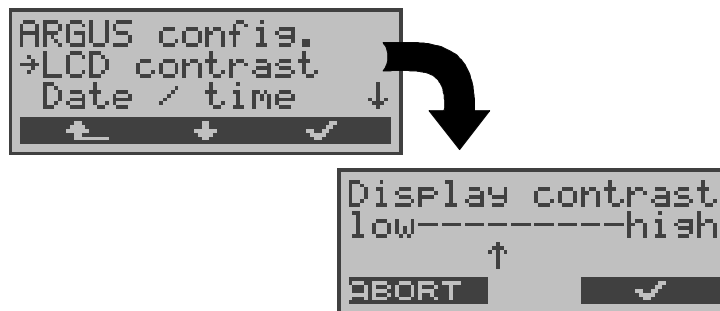 ARGUS config.
→LCD contrast
Date / time ↓
Display contrast
low---------high
↑
ABORT ✓